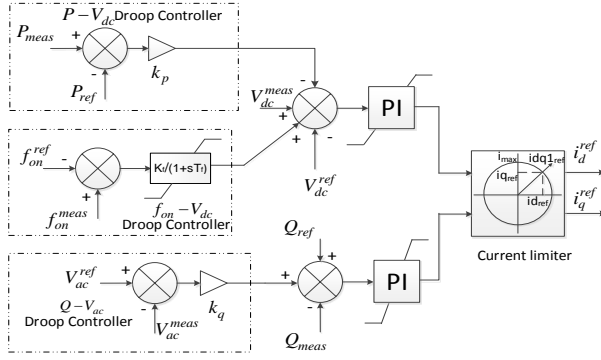 P−Vdc Droop Controller
Pmeas
+
-
kp
Pref
-
Vdc^meas
+
+
-
PI
Vdc^ref
fon^ref
-
+
Kf/(1+sTf)
fon^meas
fon−Vdc
Droop Controller
imax
idq1ref
iqref
idref
id^ref
iq^ref
Current limiter
Vac^ref
+
-
Q−Vac
Droop Controller
Vac^meas
kq
Qref
+
+
-
PI
Qmeas